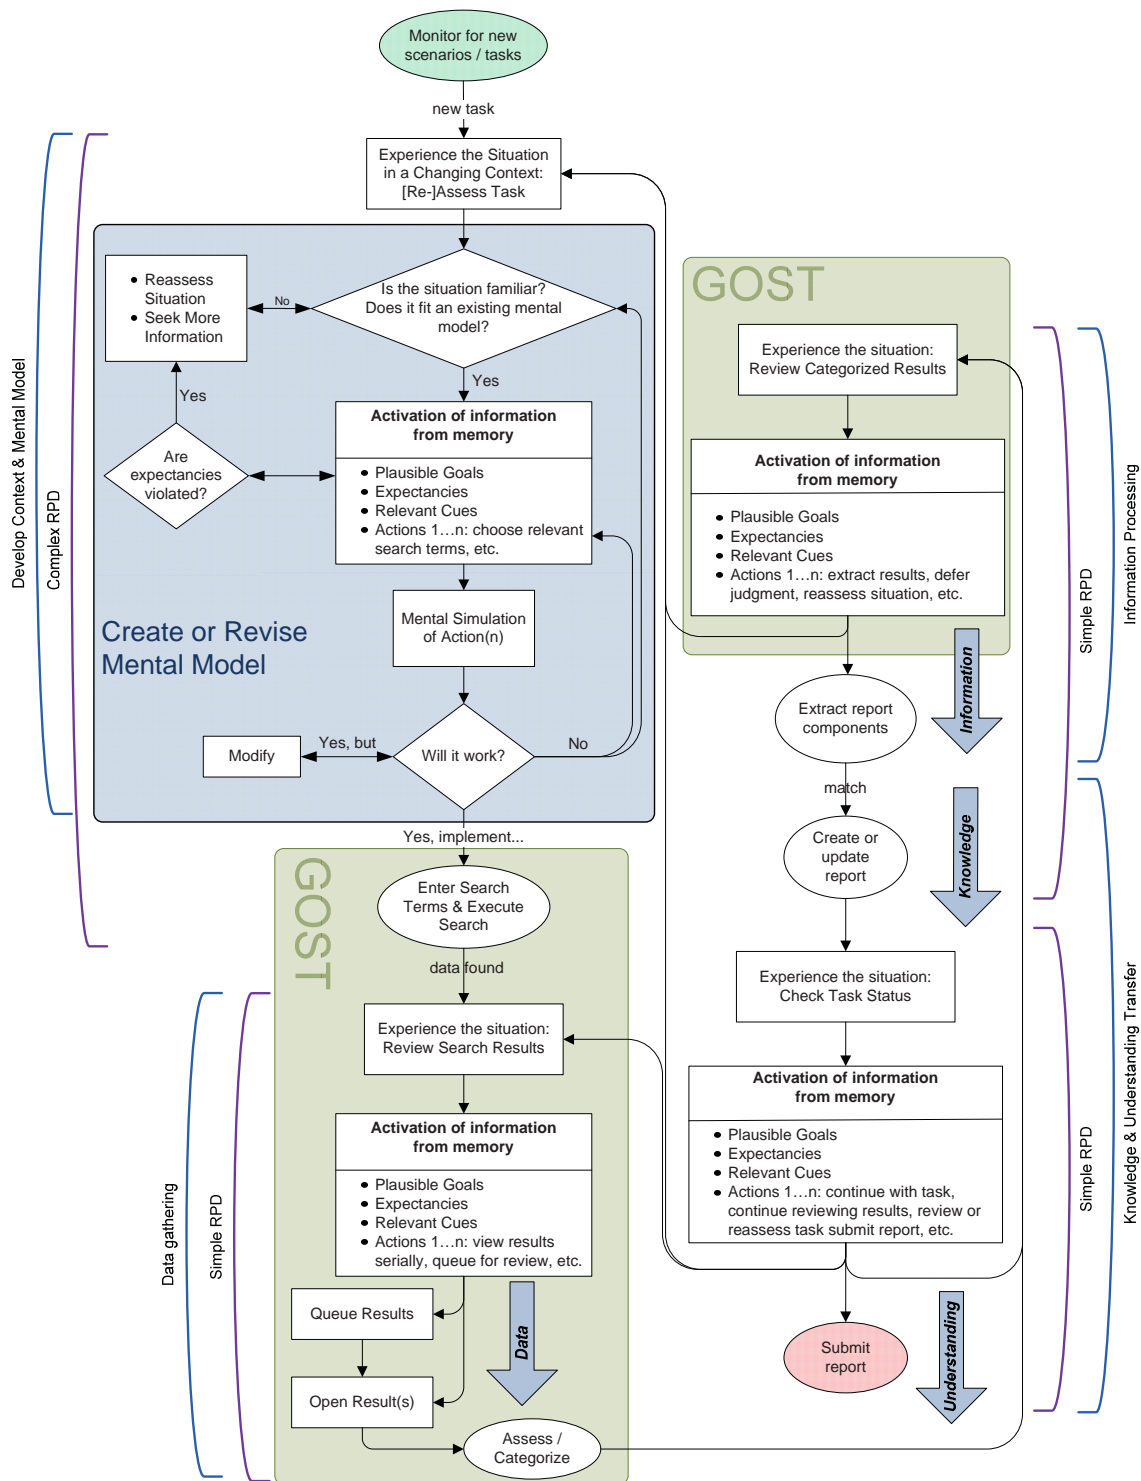 Monitor for new
scenarios / tasks
new task
Experience the Situation
in a Changing Context:
[Re-]Assess Task
Is the situation familiar?
Does it fit an existing mental
model?
No
• Reassess
Situation
• Seek More
Information
Yes
Yes
Are
expectancies
violated?
Activation of information
from memory
• Plausible Goals
• Expectancies
• Relevant Cues
• Actions 1…n: choose relevant
search terms, etc.
Mental Simulation
of Action(n)
Create or Revise
Mental Model
Will it work?
Yes, but
Modify
No
Yes, implement...
Develop Context & Mental Model
Complex RPD
GOST
Enter Search
Terms & Execute
Search
data found
Experience the situation:
Review Search Results
Activation of information
from memory
• Plausible Goals
• Expectancies
• Relevant Cues
• Actions 1…n: view results
serially, queue for review, etc.
Queue Results
Open Result(s)
Data
Assess /
Categorize
Data gathering
Simple RPD
GOST
Experience the situation:
Review Categorized Results
Activation of information
from memory
• Plausible Goals
• Expectancies
• Relevant Cues
• Actions 1…n: extract results, defer
judgment, reassess situation, etc.
Information
Extract report
components
match
Knowledge
Create or
update
report
Simple RPD
Information Processing
Experience the situation:
Check Task Status
Activation of information
from memory
• Plausible Goals
• Expectancies
• Relevant Cues
• Actions 1…n: continue with task,
continue reviewing results, review or
reassess task submit report, etc.
Submit
report
Understanding
Simple RPD
Knowledge & Understanding Transfer